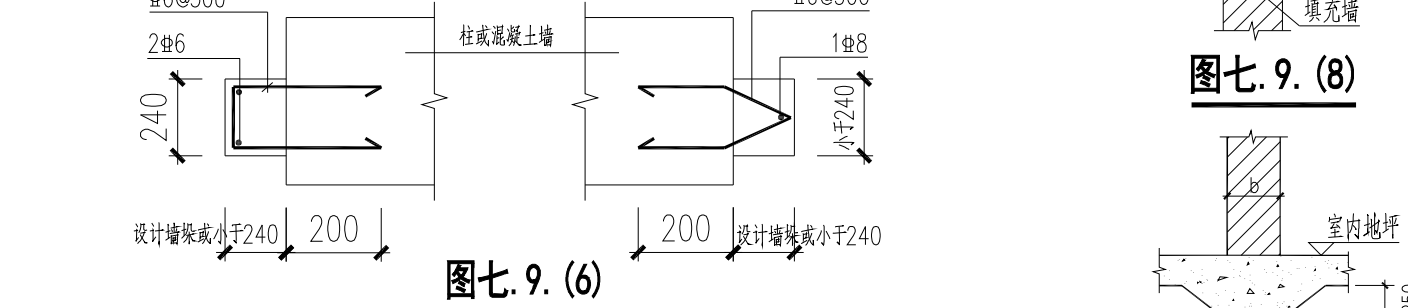 柱或混凝土墙
2Φ6
1Φ8
240
小于240
设计墙垛或小于240
200
200
设计墙垛或小于240
图七.9.(6)
填充墙
图七.9.(8)
b
室内地坪